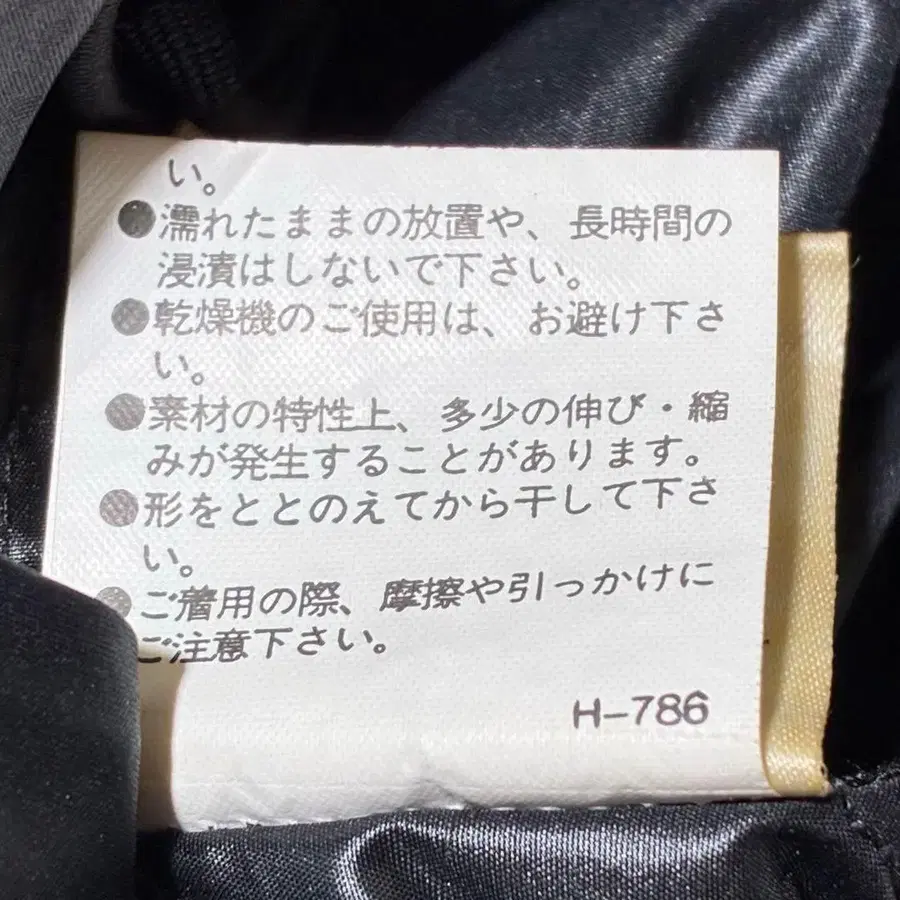 い。
●濡れたままの放置や、長時間の
浸漬はしないで下さい。
●乾燥機のご使用は、お避け下さ
い。
●素材の特性上、多少の伸び・縮
みが発生することがあります。
●形をととのえてから干して下さ
い。
●ご着用の際、摩擦や引っかけに
ご注意下さい。
H-786